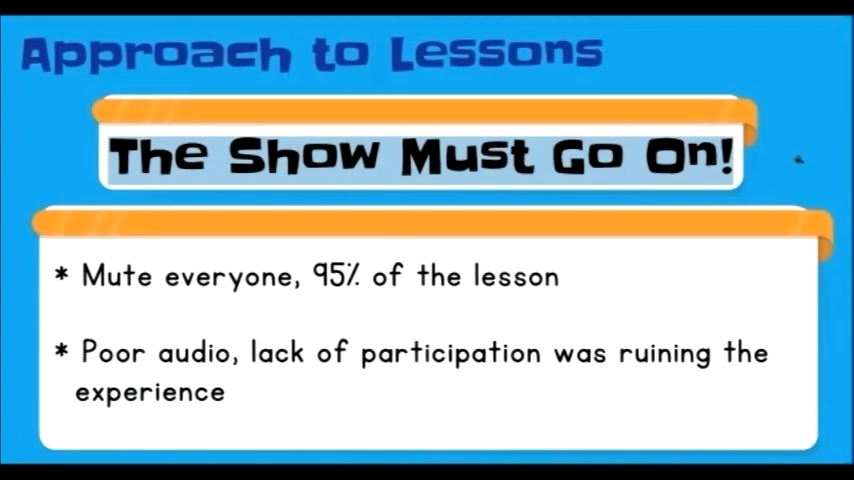 Approach to Lessons
The Show Must Go On!
* Mute everyone, 95% of the lesson
* Poor audio, lack of participation was ruining the
experience